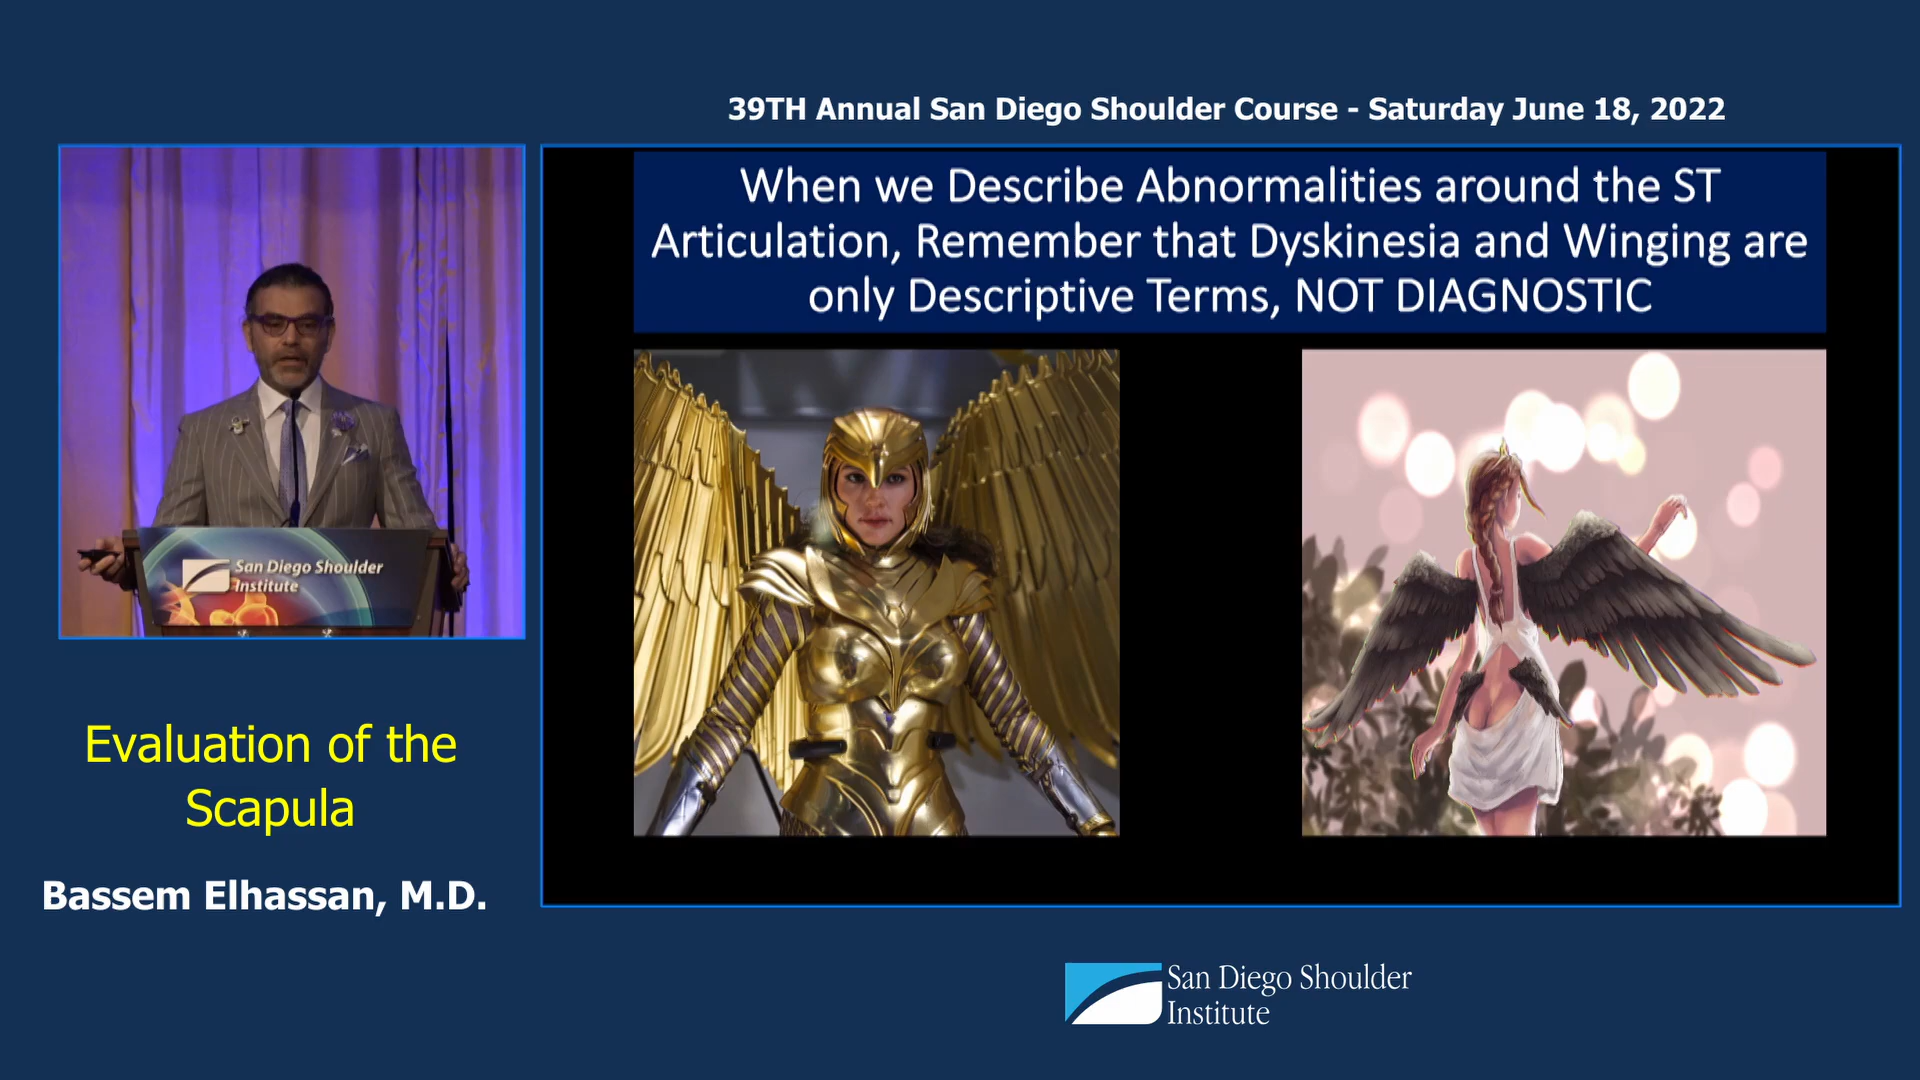 39TH Annual San Diego Shoulder Course - Saturday June 18, 2022
When we Describe Abnormalities around the ST
Articulation, Remember that Dyskinesia and Winging are
only Descriptive Terms, NOT DIAGNOSTIC
San Diego Shoulder
Institute
Evaluation of the
Scapula
Bassem Elhassan, M.D.
San Diego Shoulder
Institute